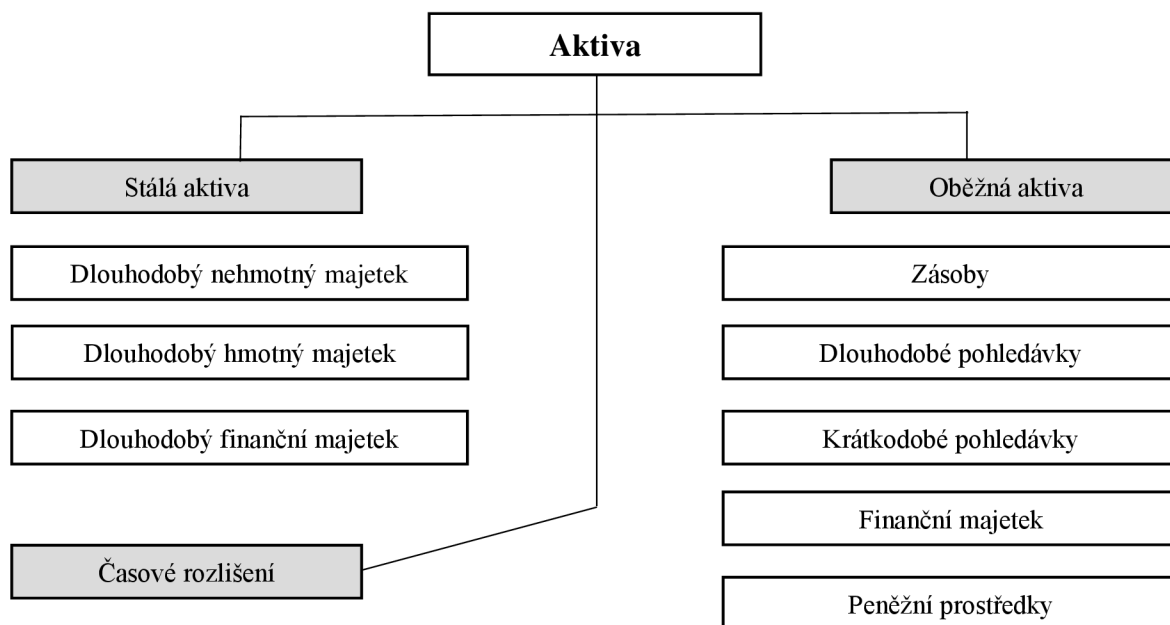 Aktiva
Stálá aktiva
Oběžná aktiva
Dlouhodobý nehmotný majetek
Zásoby
Dlouhodobý hmotný majetek
Dlouhodobé pohledávky
Dlouhodobý finanční majetek
Krátkodobé pohledávky
Finanční majetek
Časové rozlišení
Peněžní prostředky